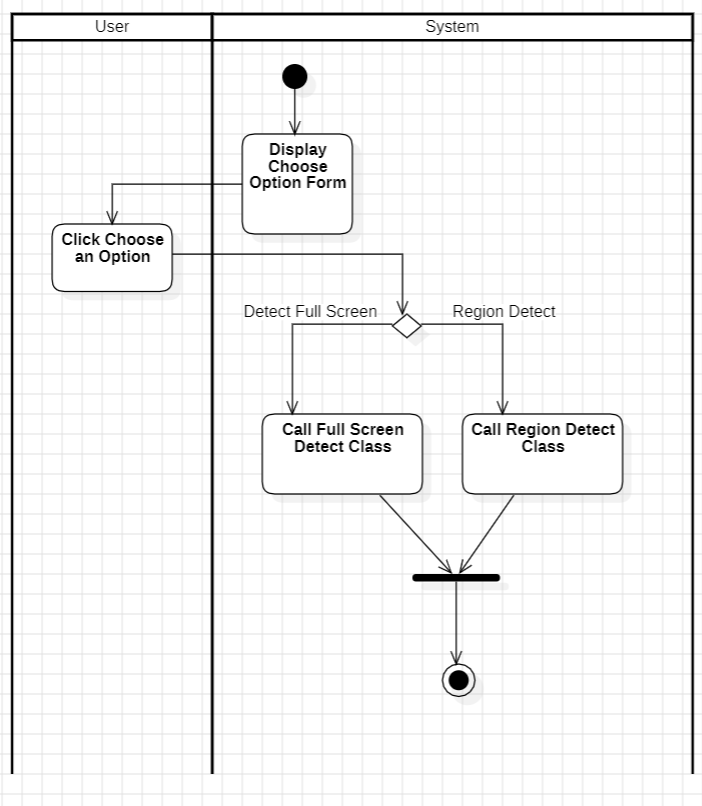 User
System
Display
Choose
Option Form
Click Choose
an Option
Detect Full Screen
Region Detect
Call Full Screen
Detect Class
Call Region Detect
Class